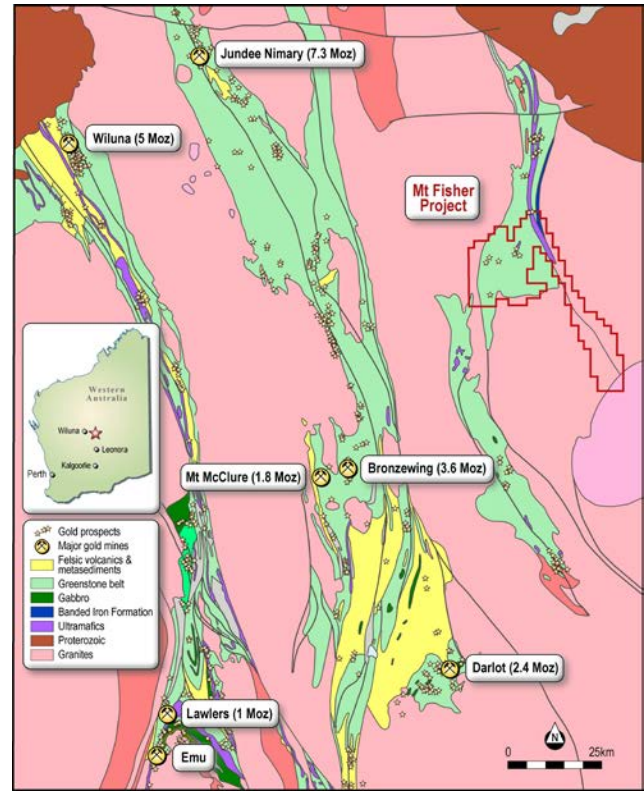 Jundee Nimary (7.3 Moz)
Wiluna (5 Moz)
Mt Fisher
Project
Western
Australia
Wiluna
Leonora
Kalgoorlie
Perth
Mt McClure (1.8 Moz)
Bronzewing (3.6 Moz)
Gold prospects
Major gold mines
Felsic volcanics &
metasediments
Greenstone belt
Gabbro
Banded Iron Formation
Ultramafics
Proterozoic
Granites
Darlot (2.4 Moz)
Lawlers (1 Moz)
Emu
N
0 25km